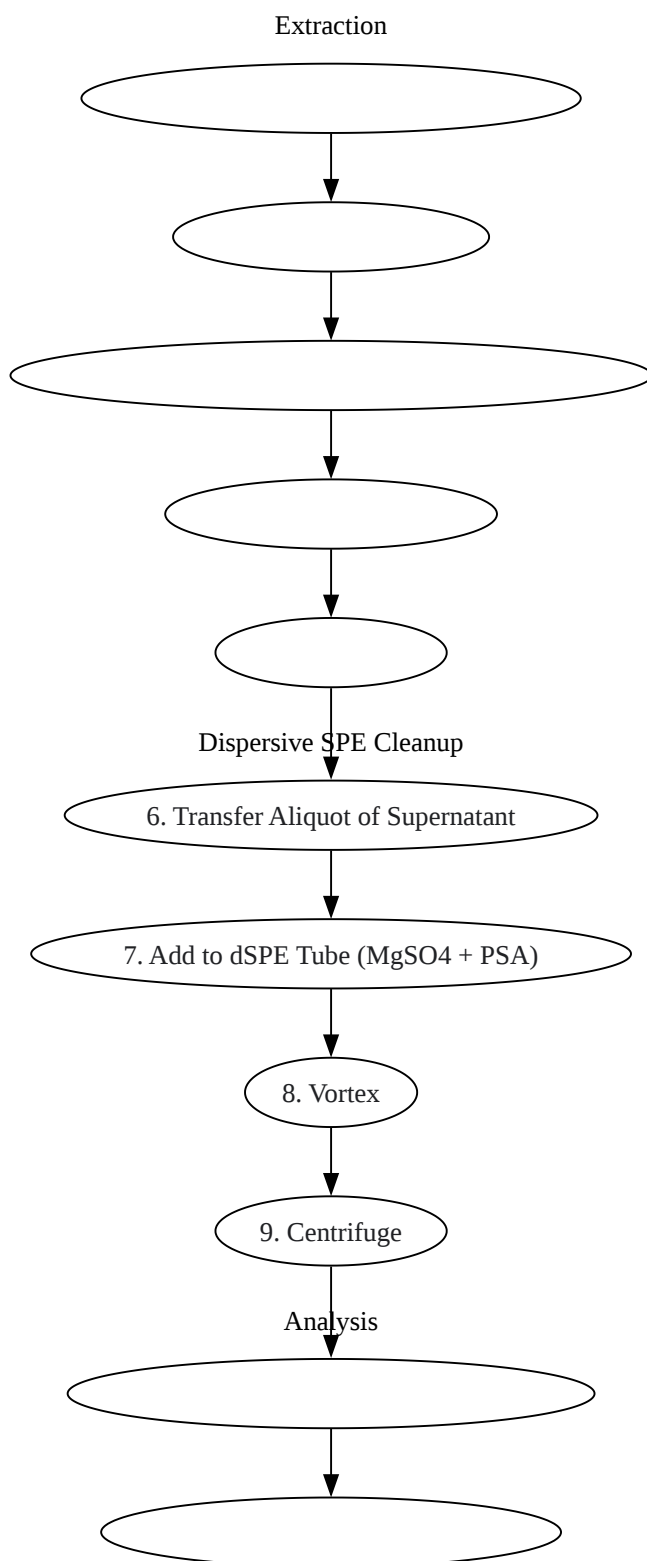 Extraction
Dispersive SPE Cleanup
6. Transfer Aliquot of Supernatant
7. Add to dSPE Tube (MgSO4 + PSA)
8. Vortex
9. Centrifuge
Analysis